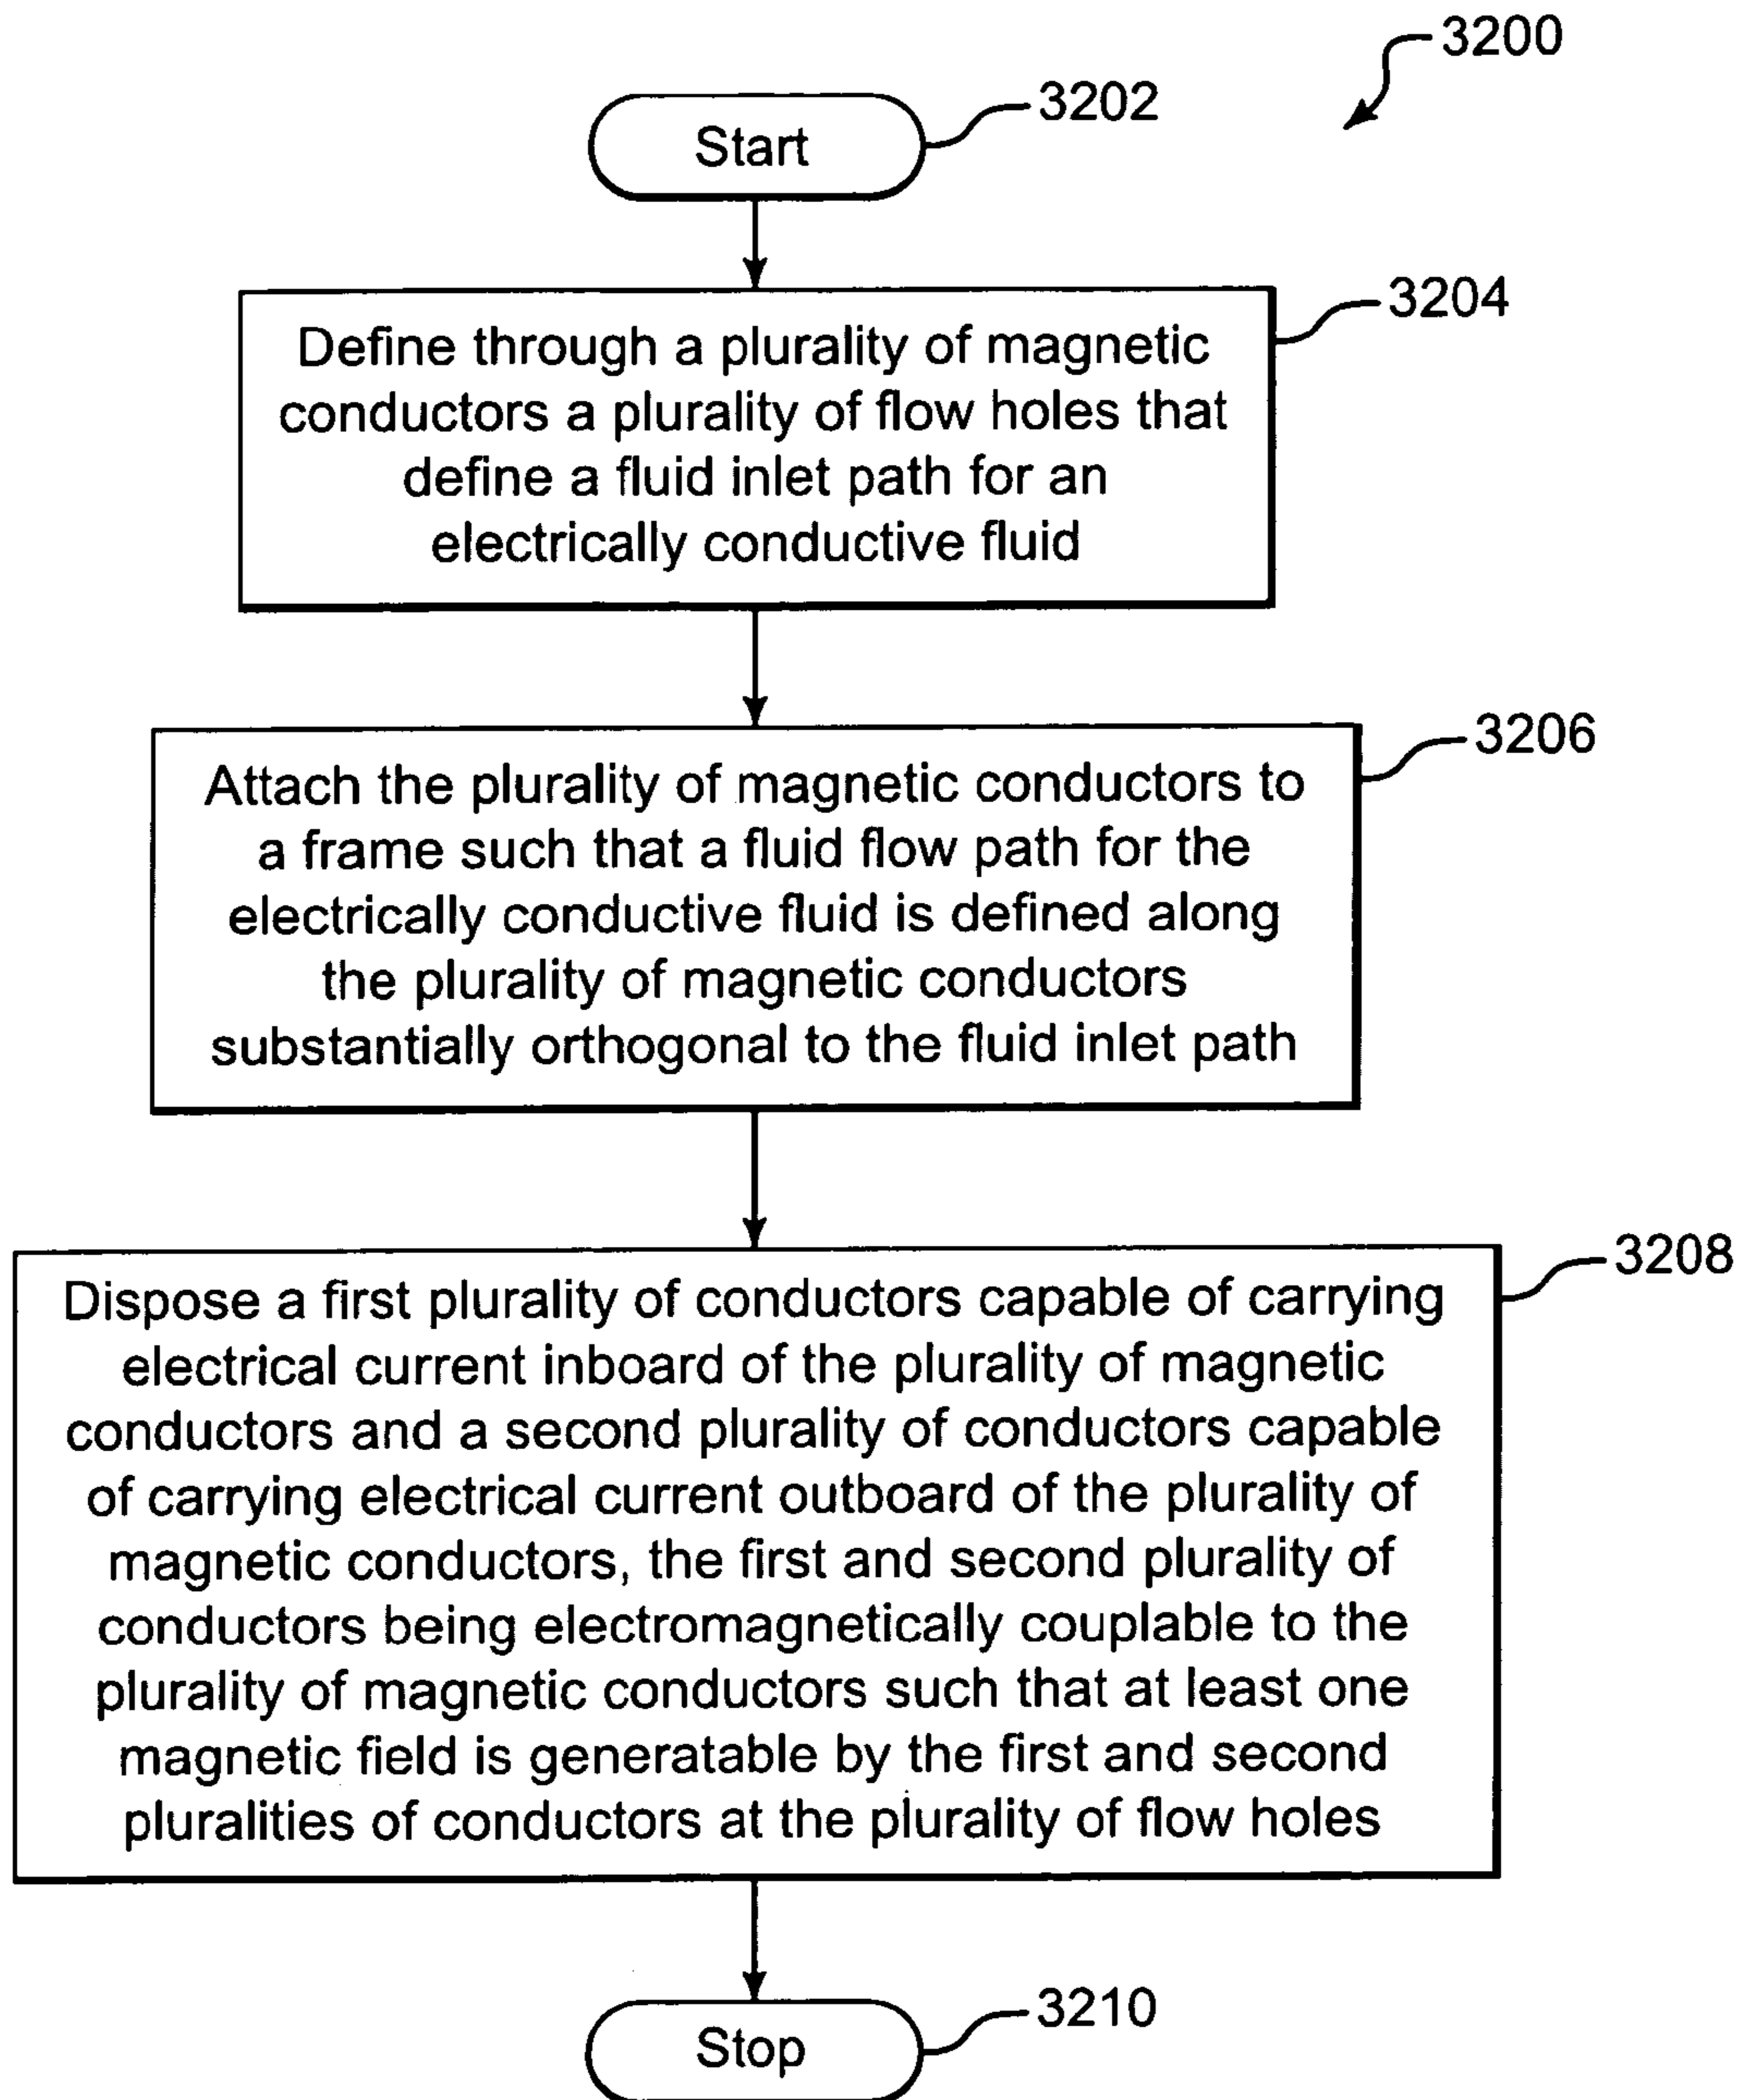 3200
Start
3202
Define through a plurality of magnetic
conductors a plurality of flow holes that
define a fluid inlet path for an
electrically conductive fluid
3204
Attach the plurality of magnetic conductors to
a frame such that a fluid flow path for the
electrically conductive fluid is defined along
the plurality of magnetic conductors
substantially orthogonal to the fluid inlet path
3206
Dispose a first plurality of conductors capable of carrying
electrical current inboard of the plurality of magnetic
conductors and a second plurality of conductors capable
of carrying electrical current outboard of the plurality of
magnetic conductors, the first and second plurality of
conductors being electromagnetically couplable to the
plurality of magnetic conductors such that at least one
magnetic field is generatable by the first and second
pluralities of conductors at the plurality of flow holes
3208
Stop
3210